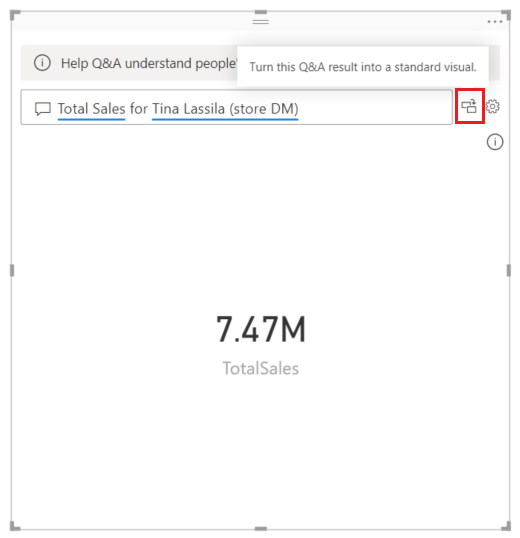 Help Q&A understand people'
Turn this Q&A result into a standard visual.
Total Sales for Tina Lassila (store DM)
7.47M
TotalSales